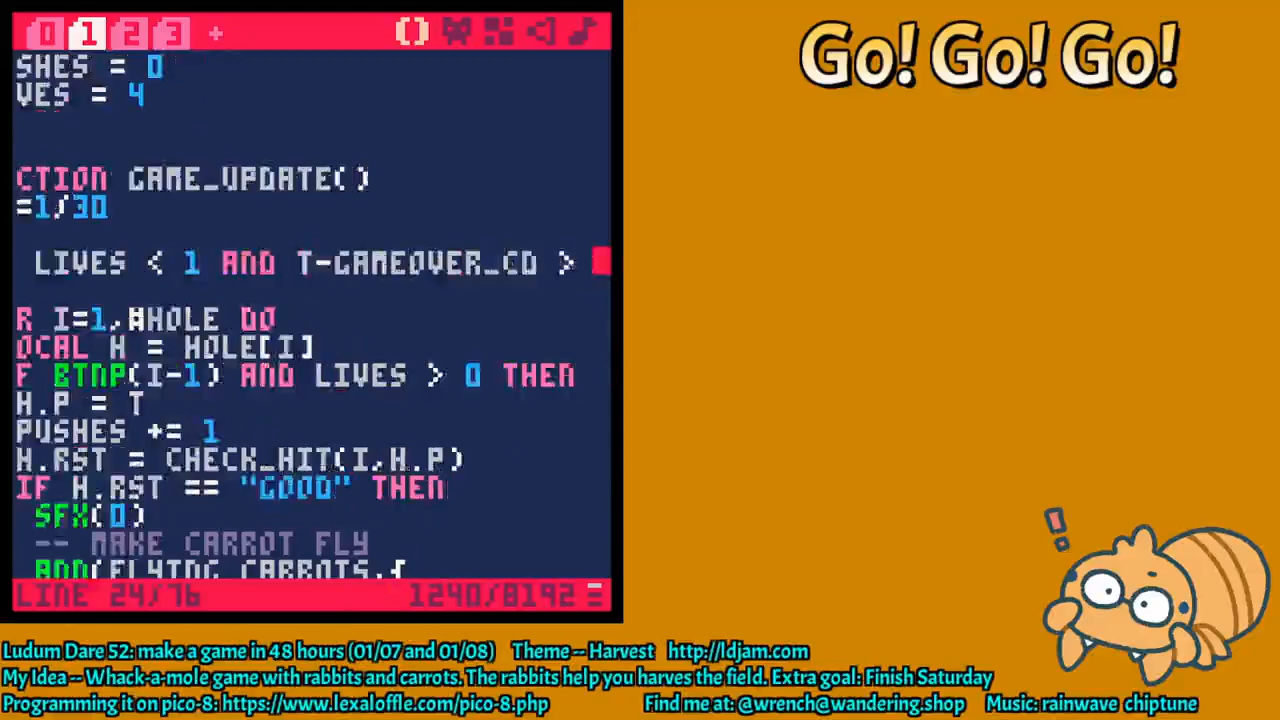 0 1 2 3 +
Go! Go! Go!
SHES = 0
VES = 4
CTION GAME_UPDATE()
=1/30
LIVES < 1 AND T-GAMEOVER_CD >
R I=1,#HOLE DO
OCAL H = HOLE[I]
F BTNP(I-1) AND LIVES > 0 THEN
H.P = T
PUSHES += 1
H.RST = CHECK_HIT(I,H.P)
IF H.RST == "GOOD" THEN
SFX(0)
-- MAKE CARROT FLY
ADD(FLYING_CARROTS,{
LINE 24/76 1240/8192
Ludum Dare 52: make a game in 48 hours (01/07 and 01/08) Theme -- Harvest http://ldjam.com
My Idea -- Whack-a-mole game with rabbits and carrots. The rabbits help you harves the field. Extra goal: Finish Saturday
Programming it on pico-8: https://www.lexaloffle.com/pico-8.php Find me at: @wrench@wandering.shop Music: rainwave chiptune